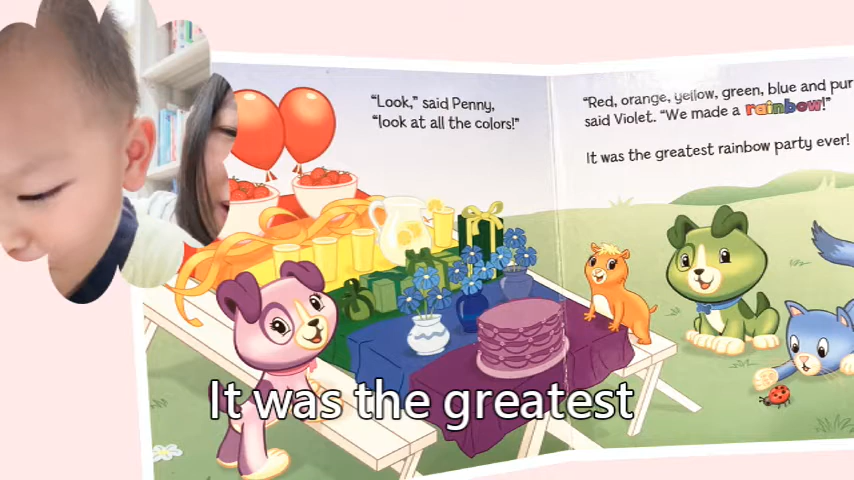 "Look," said Penny,
"look at all the colors!"
"Red, orange, yellow, green, blue and pur
said Violet. "We made a rainbow!"
It was the greatest rainbow party ever!
It was the greatest